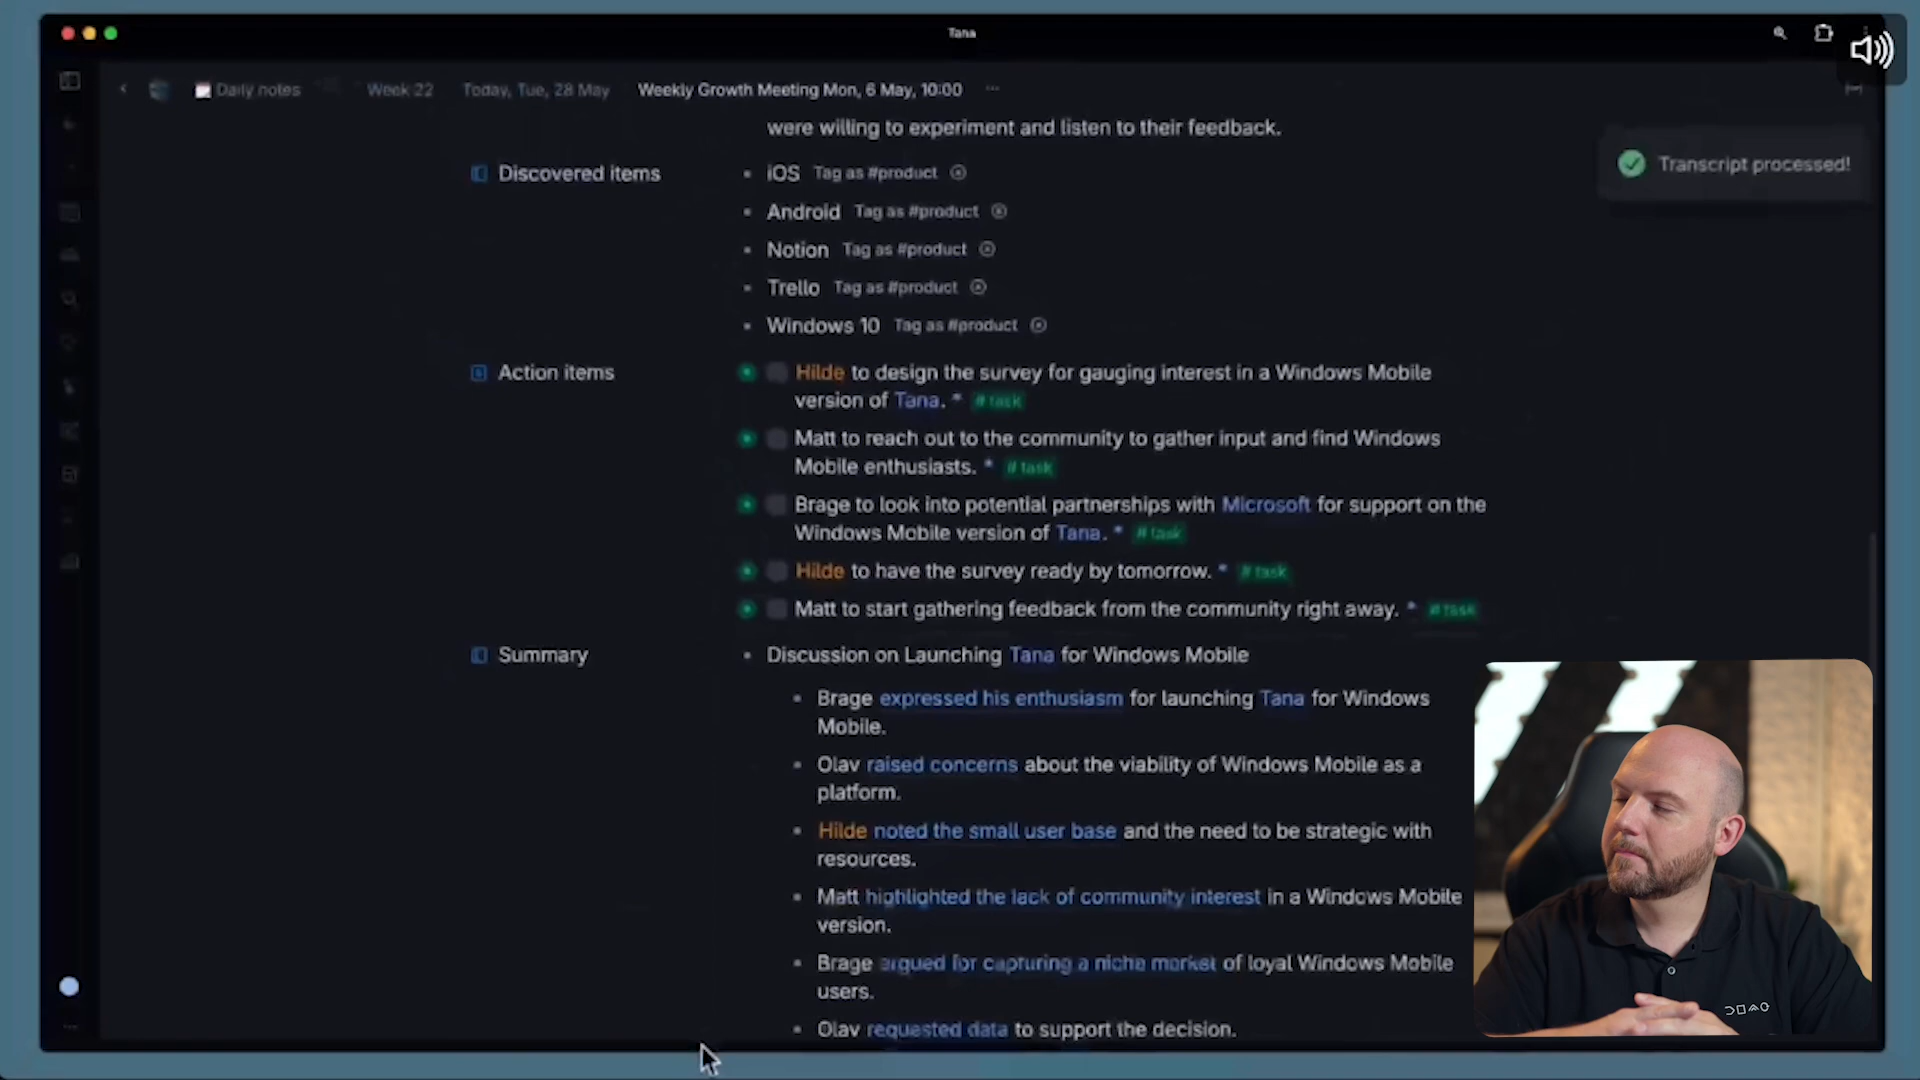 Tana
Daily notes Week 22 Today, Tue, 28 May Weekly Growth Meeting Mon, 6 May, 10:00 ...
were willing to experiment and listen to their feedback.
Transcript processed!
Discovered items
iOS Tag as #product
Android Tag as #product
Notion Tag as #product
Trello Tag as #product
Windows 10 Tag as #product
Action items
Hilde to design the survey for gauging interest in a Windows Mobile
version of Tana. * #task
Matt to reach out to the community to gather input and find Windows
Mobile enthusiasts. * #task
Brage to look into potential partnerships with Microsoft for support on the
Windows Mobile version of Tana. * #task
Hilde to have the survey ready by tomorrow. * #task
Matt to start gathering feedback from the community right away. * #task
Summary
Discussion on Launching Tana for Windows Mobile
Brage expressed his enthusiasm for launching Tana for Windows
Mobile.
Olav raised concerns about the viability of Windows Mobile as a
platform.
Hilde noted the small user base and the need to be strategic with
resources.
Matt highlighted the lack of community interest in a Windows Mobile
version.
Brage argued for capturing a niche market of loyal Windows Mobile
users.
Olav requested data to support the decision.